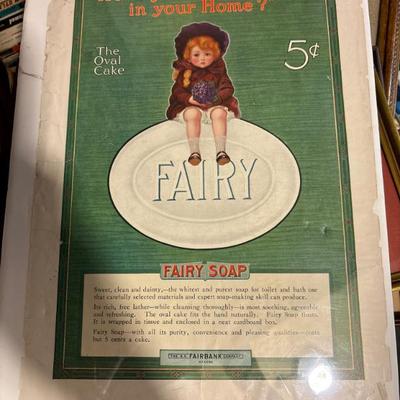 in your Home?
The
Oval
Cake
5¢
FAIRY
FAIRY SOAP
Sweet, clean and dainty,—the whitest and purest soap for toilet and bath use
that carefully selected materials and expert soap-making skill can produce.
Its rich, free lather—while cleansing thoroughly—is most soothing, agreeable
and refreshing. The oval cake fits the hand naturally. Fairy Soap floats.
It is wrapped in tissue and enclosed in a neat cardboard box.
Fairy Soap—with all its purity, convenience and pleasing qualities—costs
but 5 cents a cake.
THE N.K. FAIRBANK COMPANY